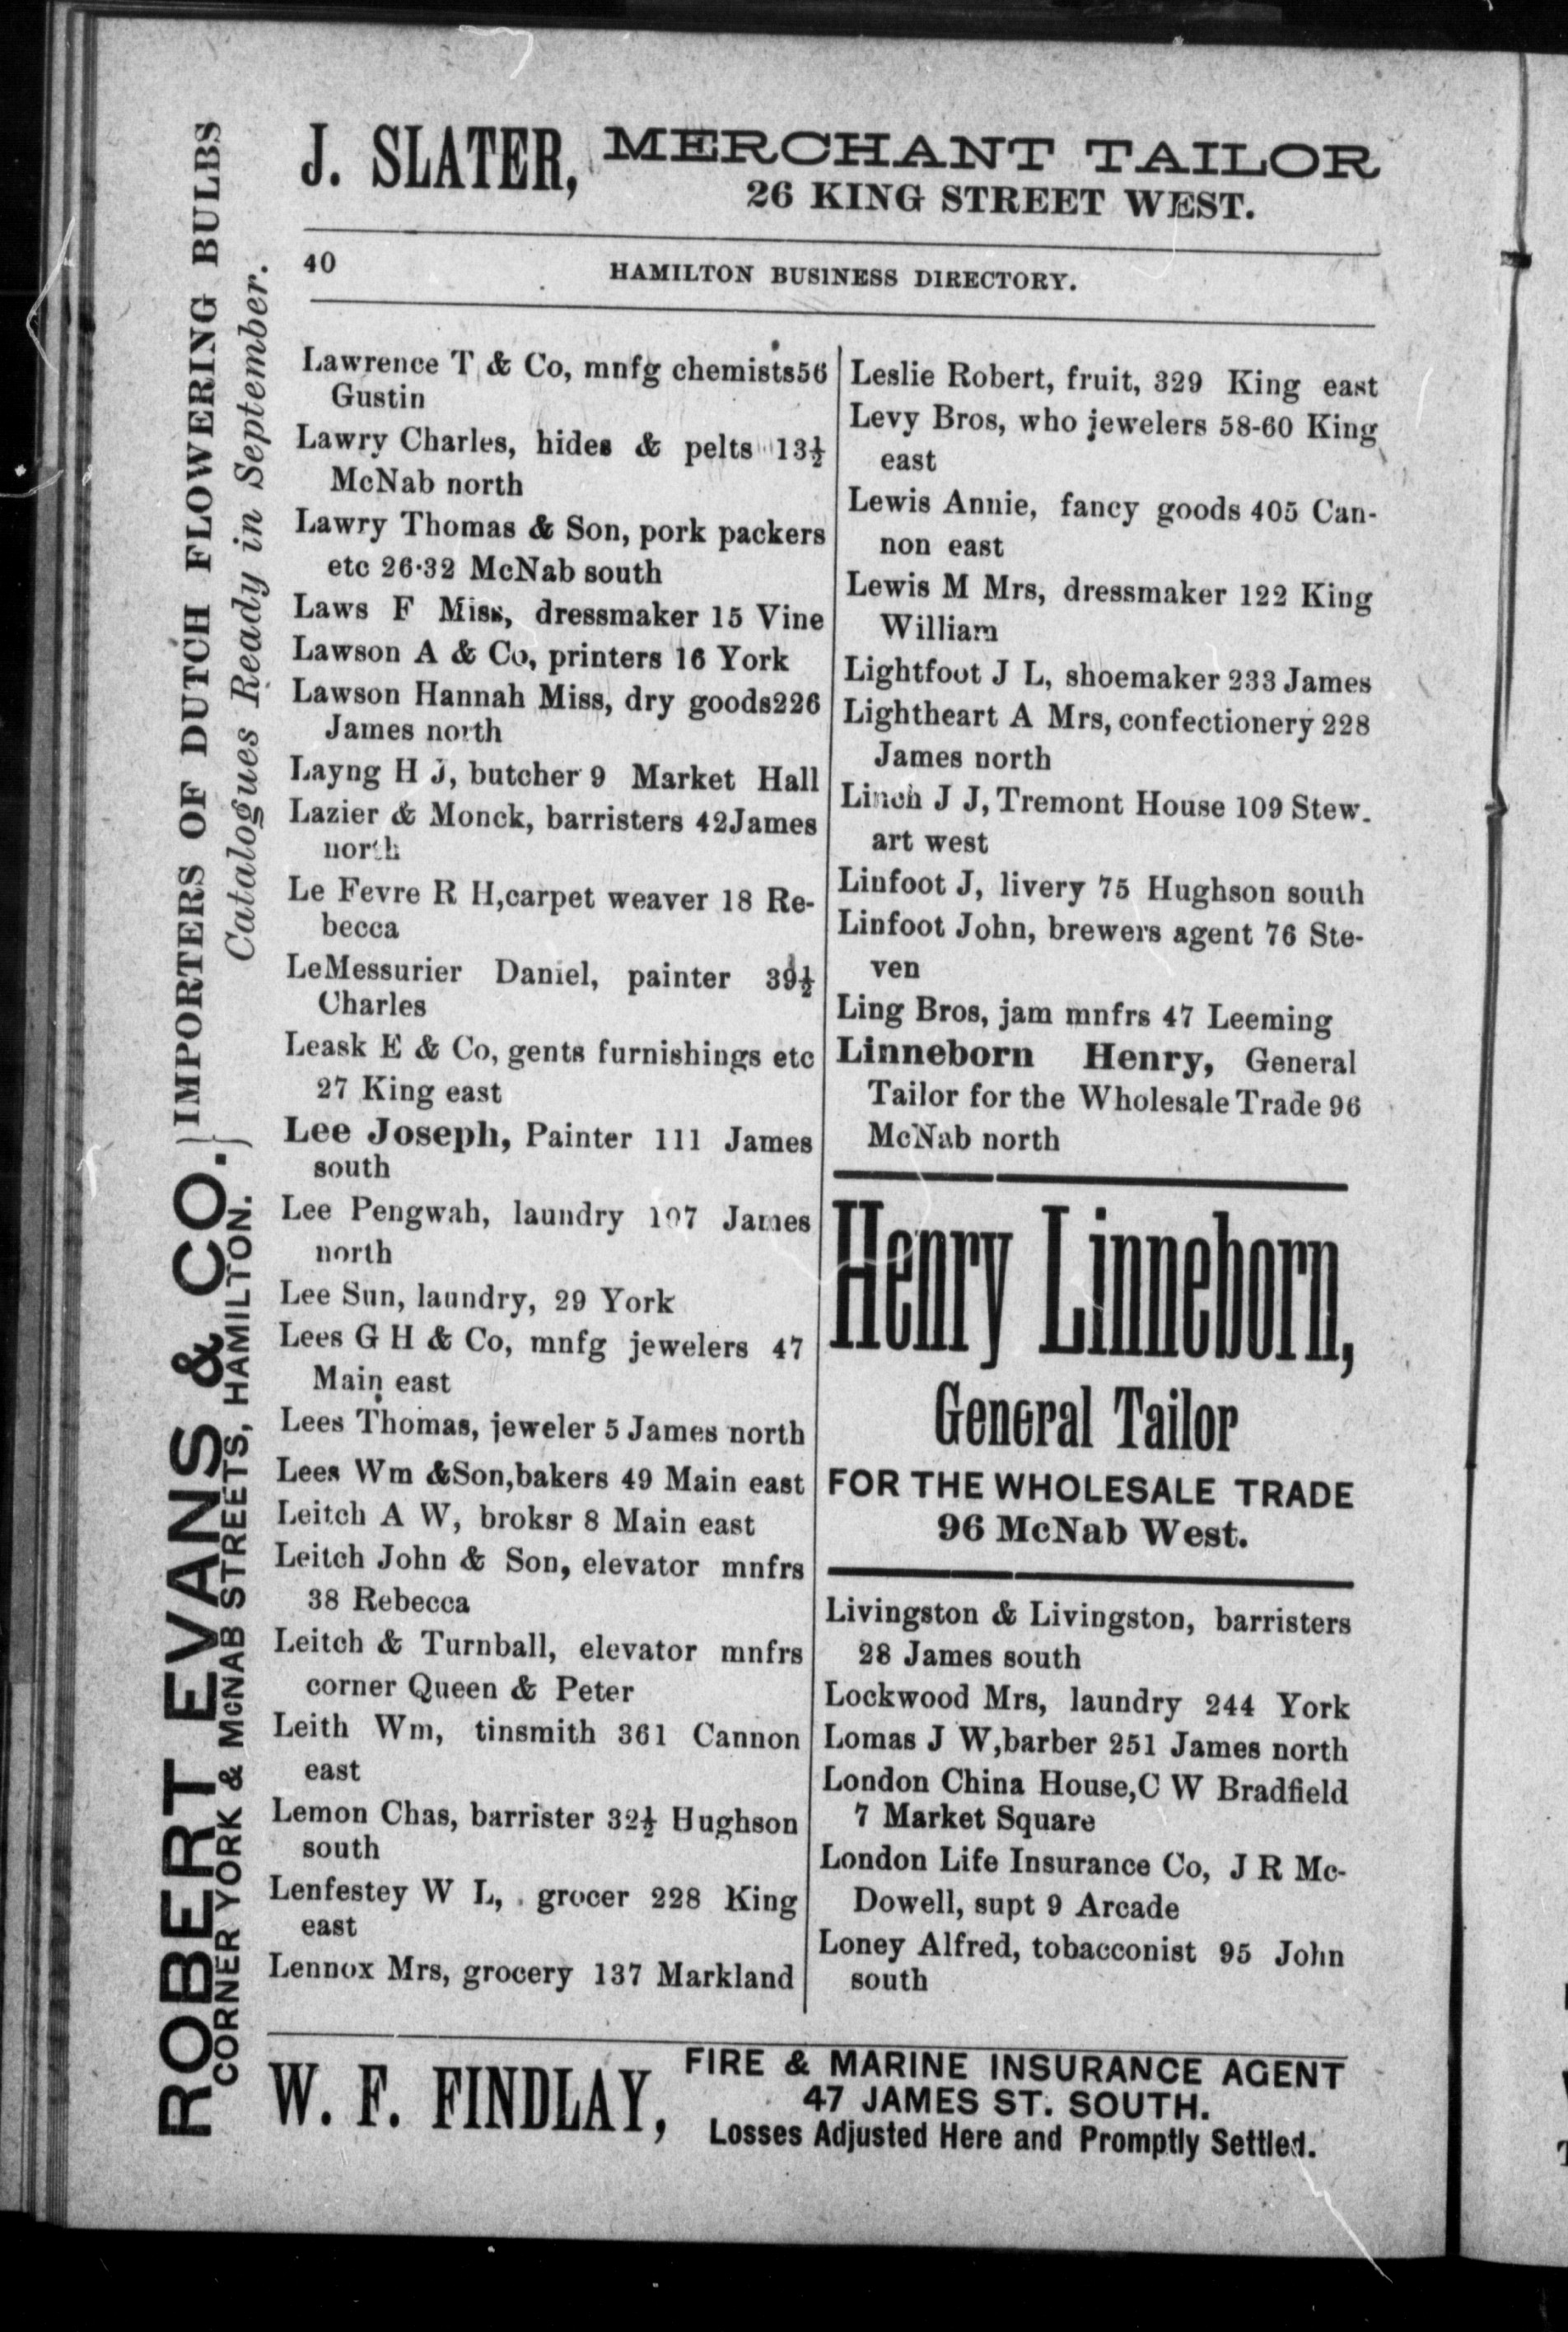 J. SLATER, MERCHANT TAILOR
26 KING STREET WEST.
40
HAMILTON BUSINESS DIRECTORY.
Lawrence T & Co, mnfg chemists56
Gustin
Lawry Charles, hides & pelts 13½
McNab north
Lawry Thomas & Son, pork packers
etc 26-32 McNab south
Laws F Miss, dressmaker 15 Vine
Lawson A & Co, printers 16 York
Lawson Hannah Miss, dry goods226
James north
Layng H J, butcher 9 Market Hall
Lazier & Monck, barristers 42James
north
Le Fevre R H,carpet weaver 18 Re-
becca
LeMessurier Daniel, painter 39½
Charles
Leask E & Co, gents furnishings etc
27 King east
Lee Joseph, Painter 111 James
south
Lee Pengwah, laundry 107 James
north
Lee Sun, laundry, 29 York
Lees G H & Co, mnfg jewelers 47
Main east
Lees Thomas, jeweler 5 James north
Lees Wm &Son,bakers 49 Main east
Leitch A W, broksr 8 Main east
Leitch John & Son, elevator mnfrs
38 Rebecca
Leitch & Turnball, elevator mnfrs
corner Queen & Peter
Leith Wm, tinsmith 361 Cannon
east
Lemon Chas, barrister 32½ Hughson
south
Lenfestey W L, grocer 228 King
east
Lennox Mrs, grocery 137 Markland
Leslie Robert, fruit, 329 King east
Levy Bros, who jewelers 58-60 King
east
Lewis Annie, fancy goods 405 Can-
non east
Lewis M Mrs, dressmaker 122 King
William
Lightfoot J L, shoemaker 233 James
Lightheart A Mrs, confectionery 228
James north
Linch J J, Tremont House 109 Stew-
art west
Linfoot J, livery 75 Hughson south
Linfoot John, brewers agent 76 Ste-
ven
Ling Bros, jam mnfrs 47 Leeming
Linneborn Henry, General
Tailor for the Wholesale Trade 96
McNab north
Henry Linneborn,
General Tailor
FOR THE WHOLESALE TRADE
96 McNab West.
Livingston & Livingston, barristers
28 James south
Lockwood Mrs, laundry 244 York
Lomas J W,barber 251 James north
London China House,C W Bradfield
7 Market Square
London Life Insurance Co, J R Mc-
Dowell, supt 9 Arcade
Loney Alfred, tobacconist 95 John
south
W. F. FINDLAY, FIRE & MARINE INSURANCE AGENT
47 JAMES ST. SOUTH.
Losses Adjusted Here and Promptly Settled.
ROBERT EVANS & CO. } IMPORTERS OF DUTCH FLOWERING BULBS
CORNER YORK & McNAB STREETS, HAMILTON. } Catalogues Ready in September.